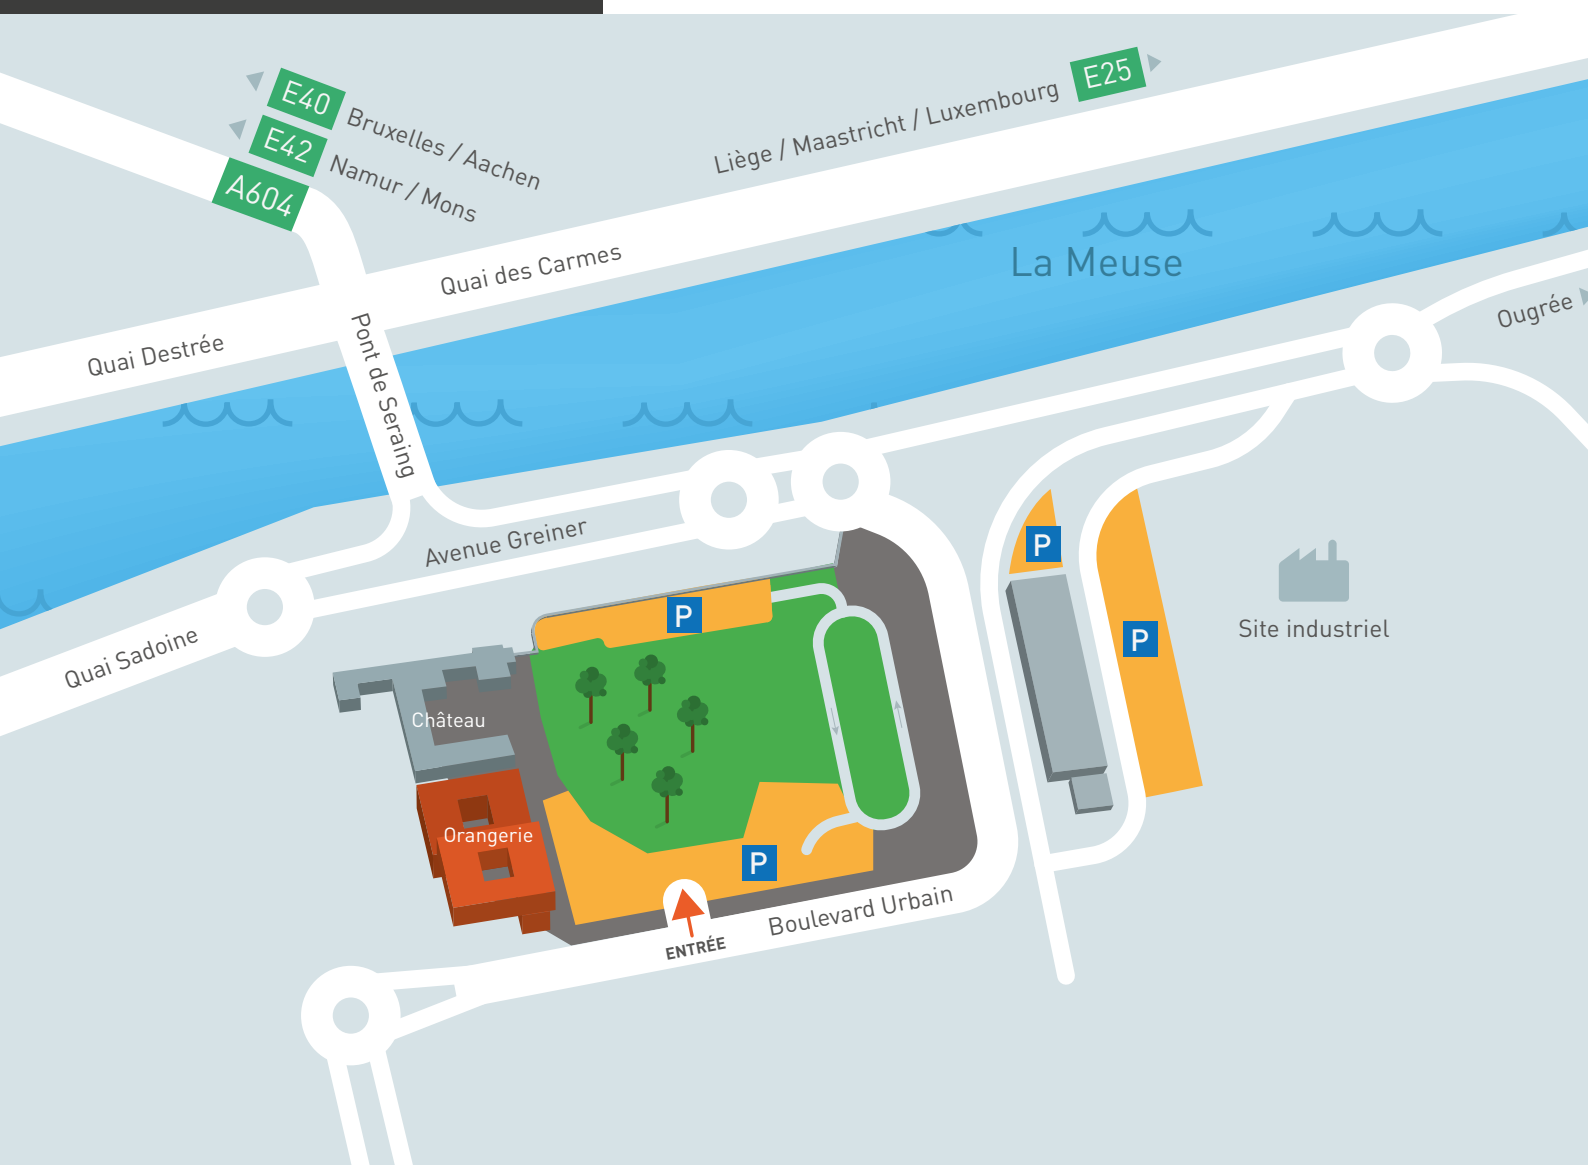 E40
Bruxelles / Aachen
E42
Namur / Mons
A604
Liège / Maastricht / Luxembourg
E25
Quai des Carmes
La Meuse
Ougrée
Quai Destrée
Pont de Seraing
Avenue Greiner
P
P
P
Site industriel
Quai Sadoine
Château
Orangerie
P
Boulevard Urbain
ENTRÉE